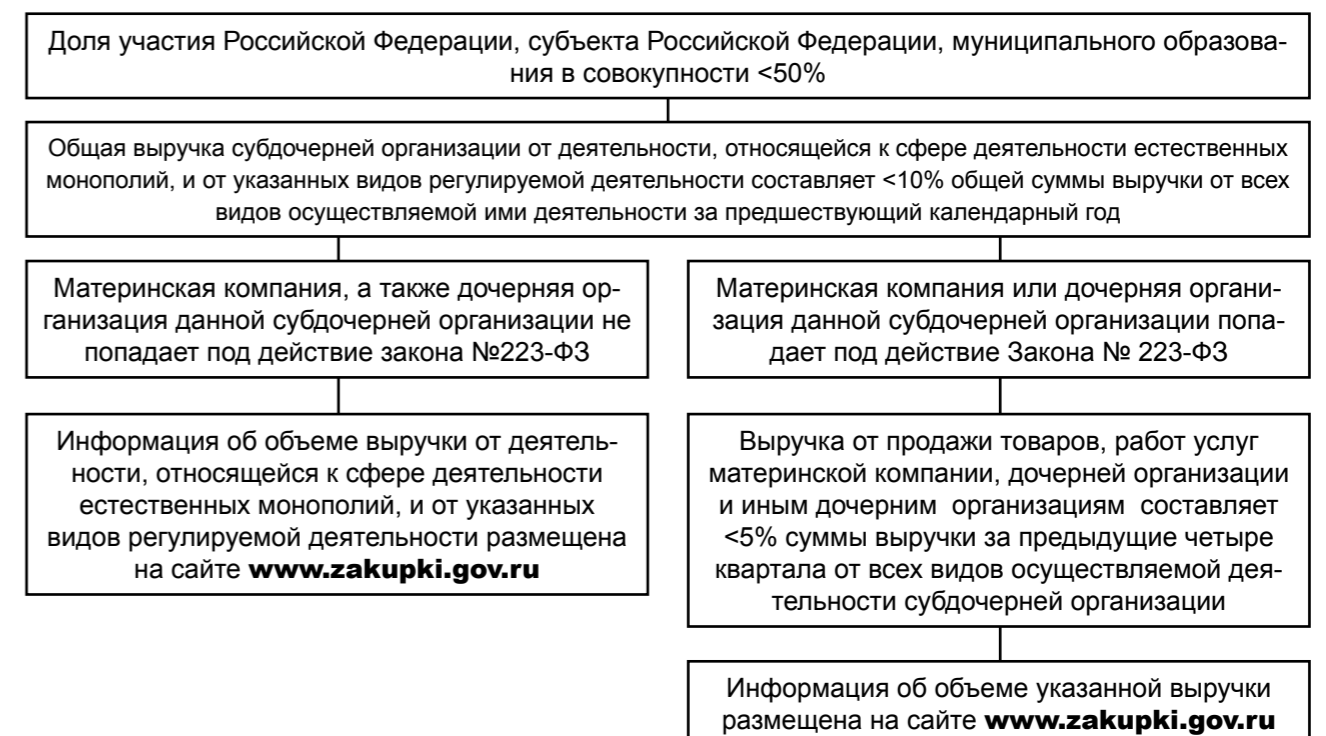 Доля участия Российской Федерации, субъекта Российской Федерации, муниципального образова-
ния в совокупности <50%
Общая выручка субдочерней организации от деятельности, относящейся к сфере деятельности естественных
монополий, и от указанных видов регулируемой деятельности составляет <10% общей суммы выручки от всех
видов осуществляемой ими деятельности за предшествующий календарный год
Материнская компания, а также дочерняя ор-
ганизация данной субдочерней организации не
попадает под действие закона №223-ФЗ
Информация об объеме выручки от деятель-
ности, относящейся к сфере деятельности
естественных монополий, и от указанных
видов регулируемой деятельности размещена
на сайте www.zakupki.gov.ru
Материнская компания или дочерняя органи-
зация данной субдочерней организации попа-
дает под действие Закона № 223-ФЗ
Выручка от продажи товаров, работ услуг
материнской компании, дочерней организации
и иным дочерним организациям составляет
<5% суммы выручки за предыдущие четыре
квартала от всех видов осуществляемой дея-
тельности субдочерней организации
Информация об объеме указанной выручки
размещена на сайте www.zakupki.gov.ru